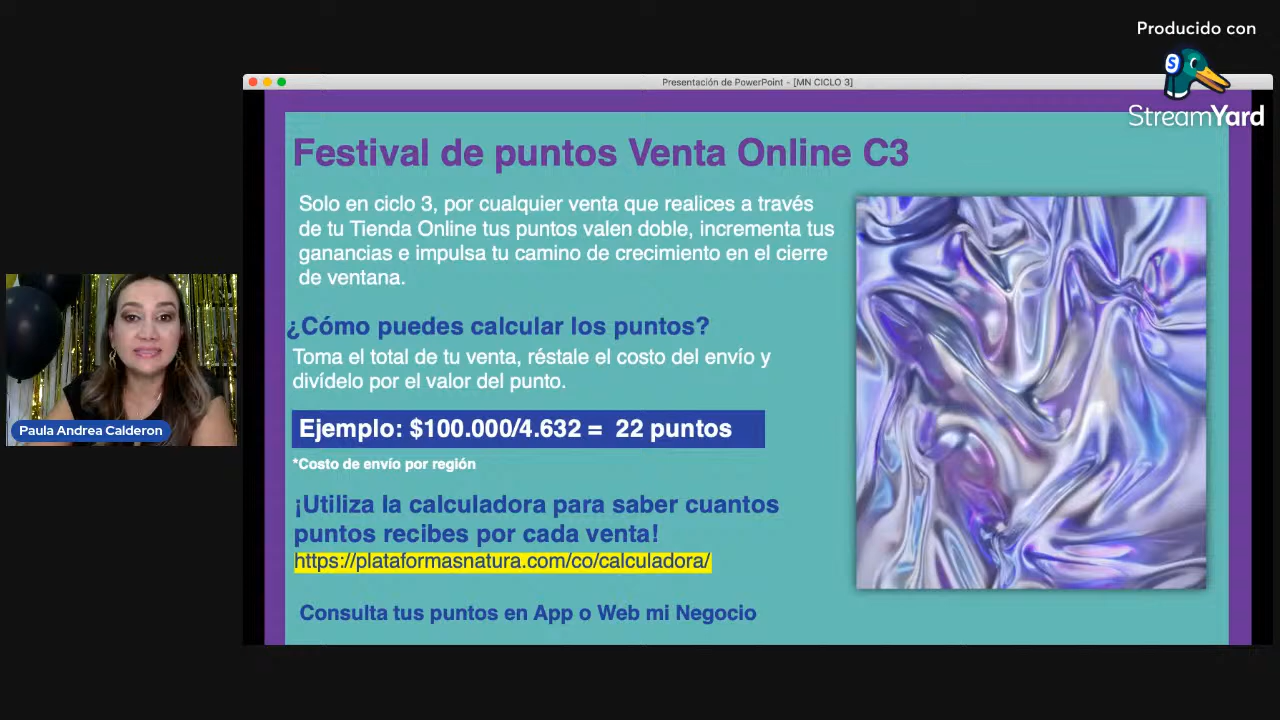 Producido con
StreamYard
Presentación de PowerPoint - [MN CICLO 3]
Festival de puntos Venta Online C3
Solo en ciclo 3, por cualquier venta que realices a través
de tu Tienda Online tus puntos valen doble, incrementa tus
ganancias e impulsa tu camino de crecimiento en el cierre
de ventana.
¿Cómo puedes calcular los puntos?
Toma el total de tu venta, réstale el costo del envío y
divídelo por el valor del punto.
Ejemplo: $100.000/4.632 = 22 puntos
*Costo de envío por región
¡Utiliza la calculadora para saber cuantos
puntos recibes por cada venta!
https://plataformasnatura.com/co/calculadora/
Consulta tus puntos en App o Web mi Negocio
Paula Andrea Calderon